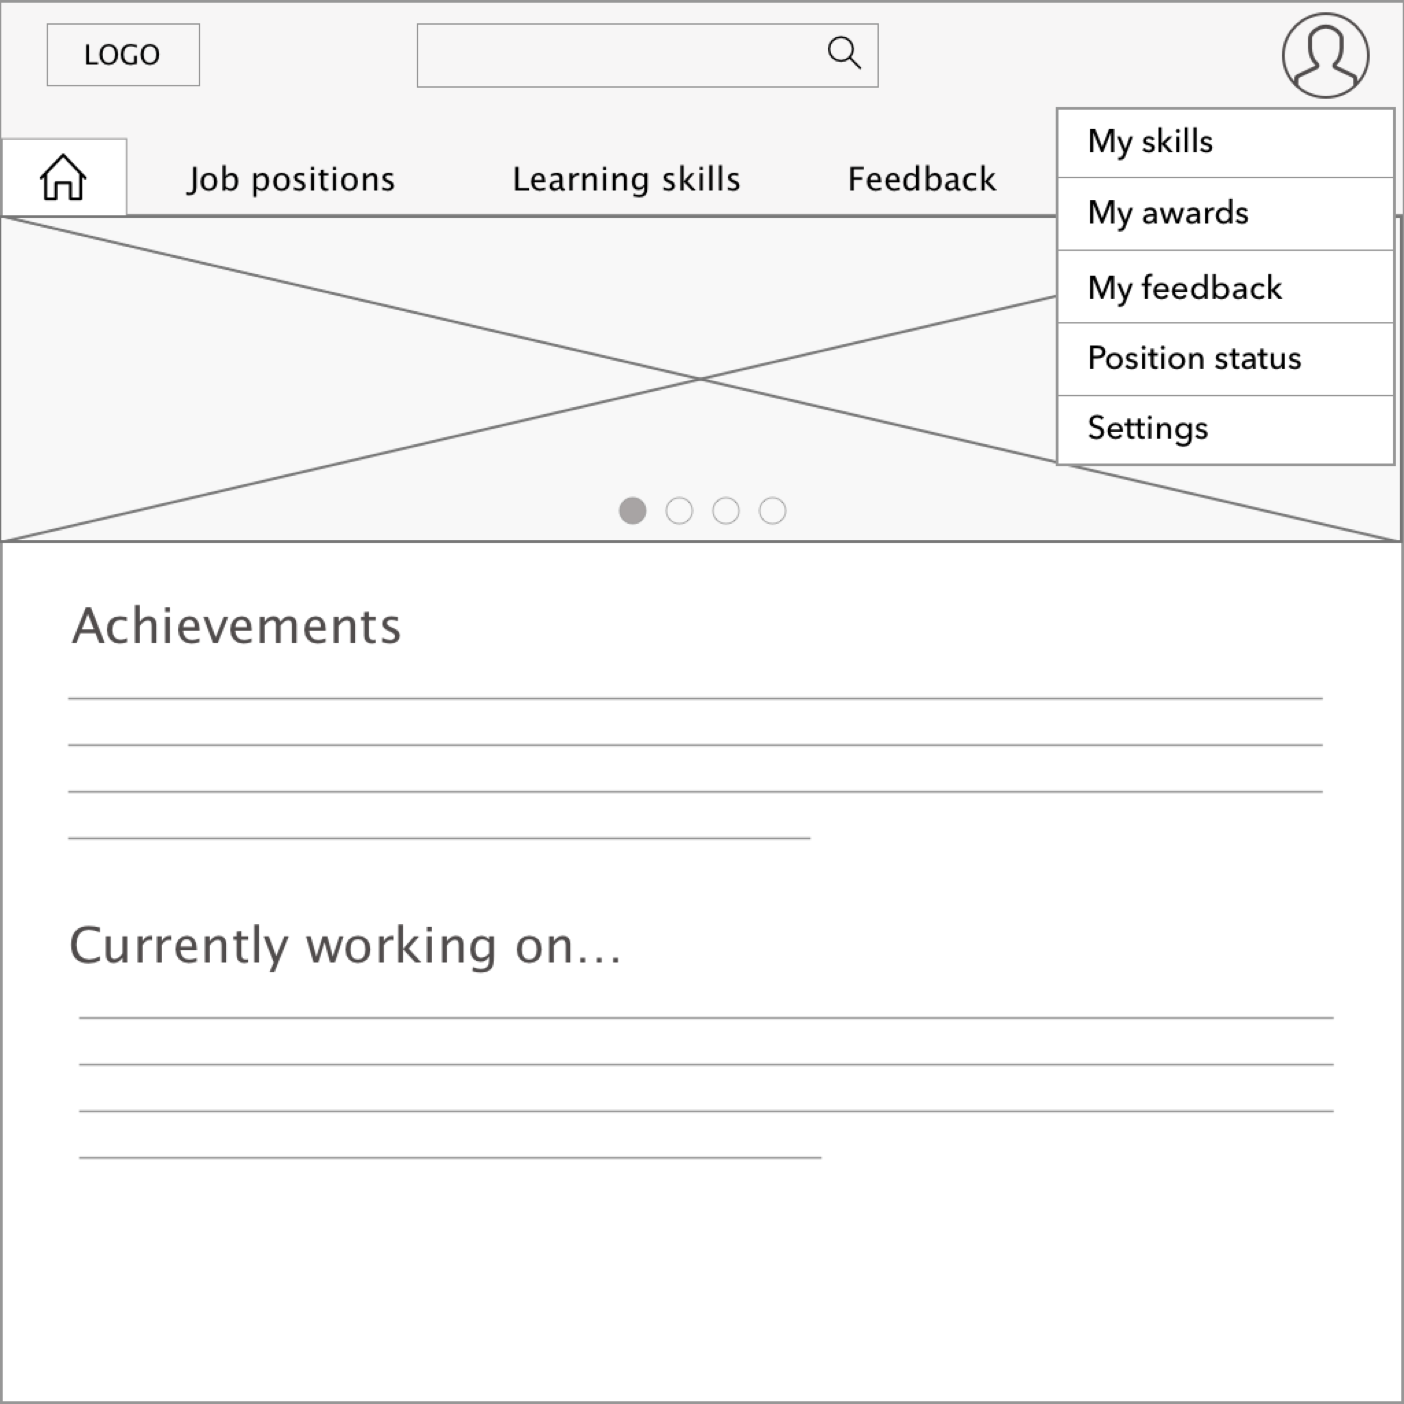 LOGO
Job positions
Learning skills
Feedback
My skills
My awards
My feedback
Position status
Settings
Achievements
Currently working on...